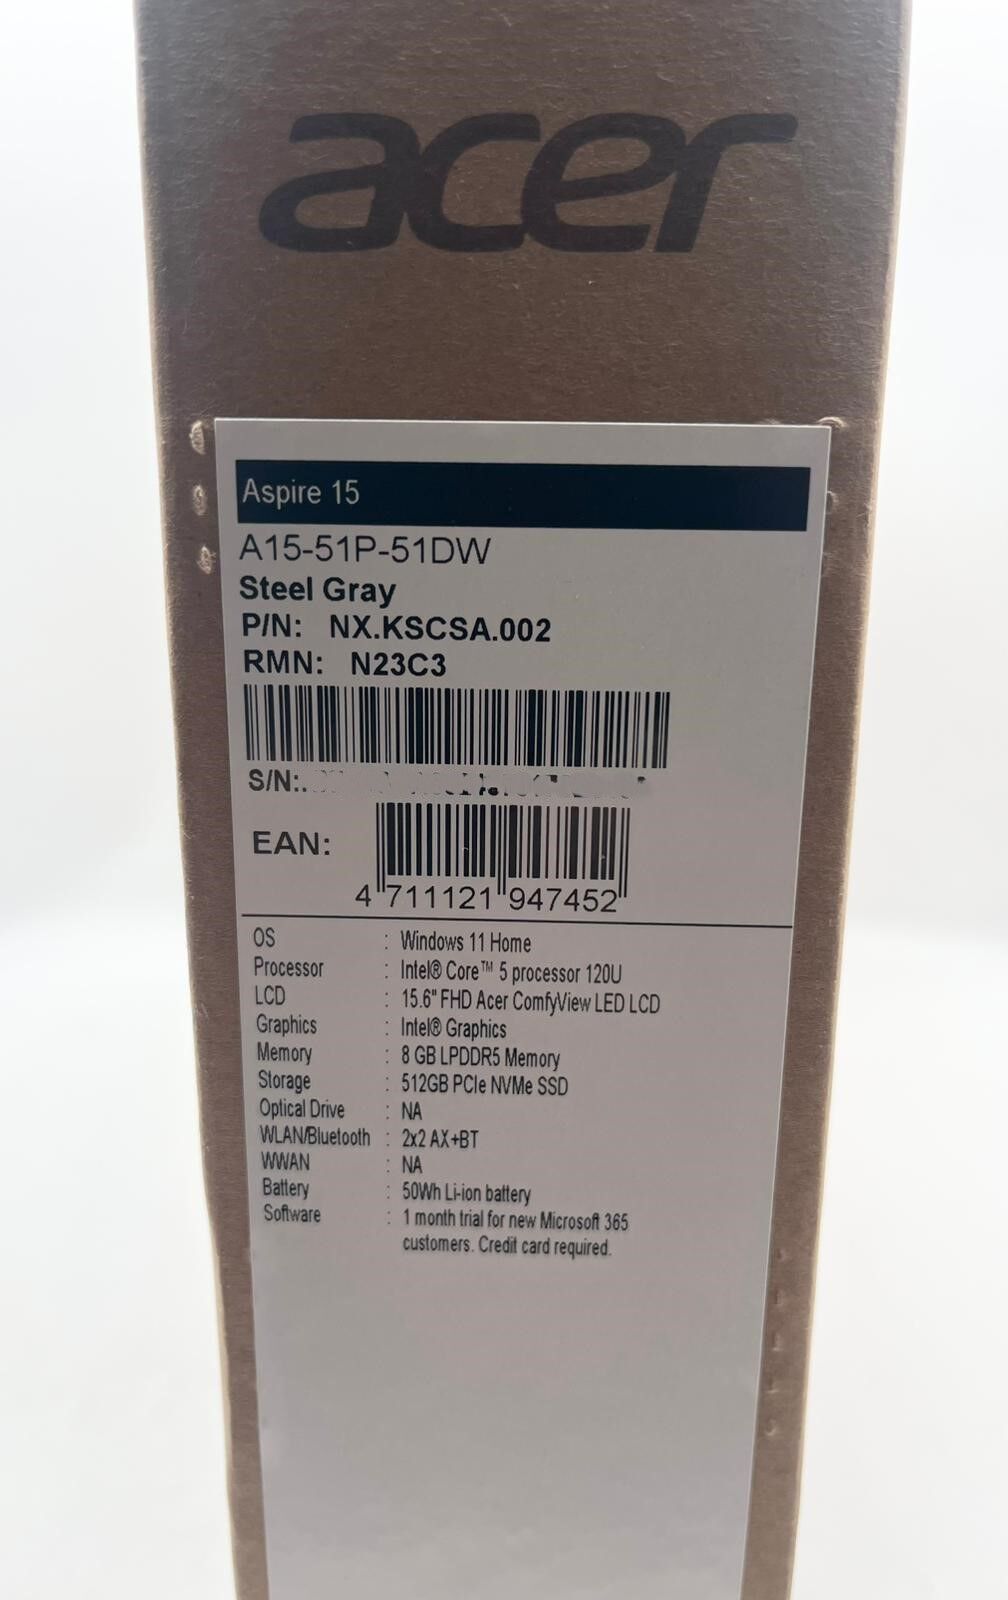 acer
Aspire 15
A15-51P-51DW
Steel Gray
P/N: NX.KSCSA.002
RMN: N23C3
S/N:
EAN:
4 711121 947452
OS : Windows 11 Home
Processor : Intel® Core™ 5 processor 120U
LCD : 15.6" FHD Acer ComfyView LED LCD
Graphics : Intel® Graphics
Memory : 8 GB LPDDR5 Memory
Storage : 512GB PCIe NVMe SSD
Optical Drive : NA
WLAN/Bluetooth : 2x2 AX+BT
WWAN : NA
Battery : 50Wh Li-ion battery
Software : 1 month trial for new Microsoft 365
customers. Credit card required.